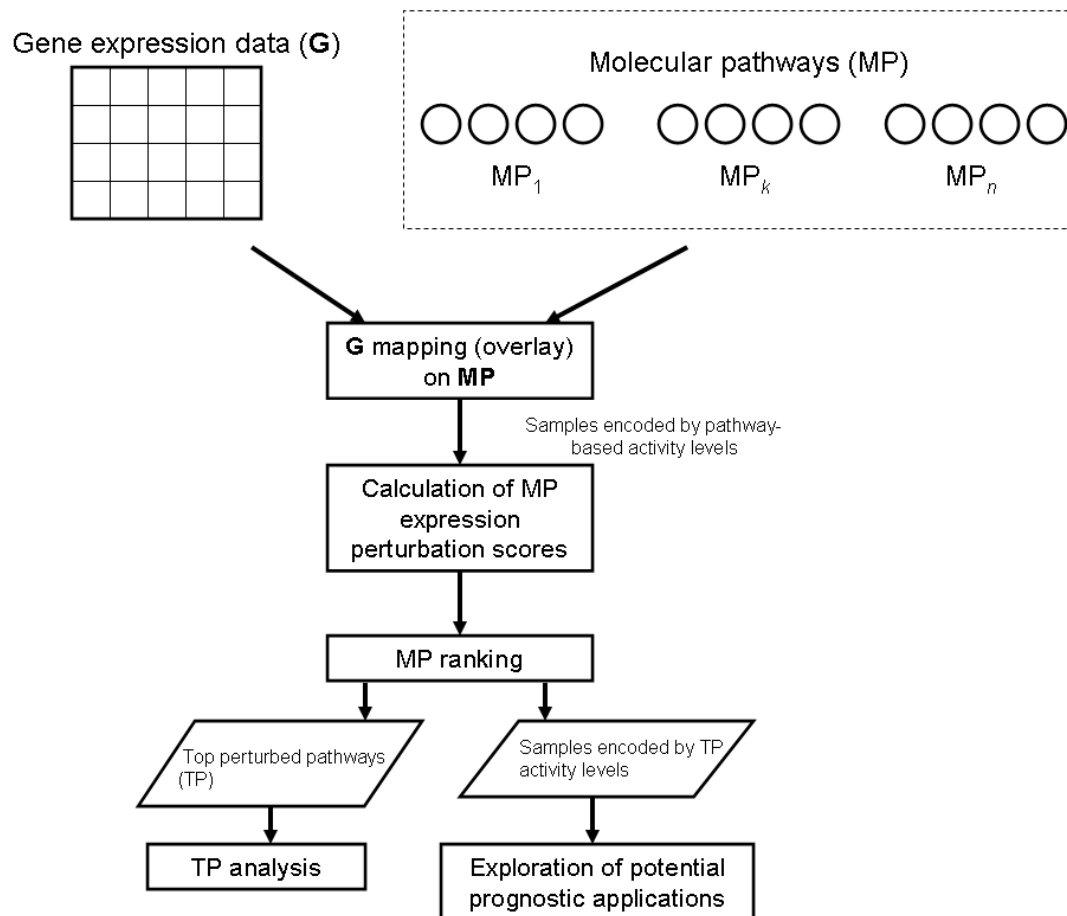 Gene expression data (G)
Molecular pathways (MP)
MP1
MPk
MPn
G mapping (overlay)
on MP
Samples encoded by pathway-
based activity levels
Calculation of MP
expression
perturbation scores
MP ranking
Top perturbed pathways
(TP)
Samples encoded by TP
activity levels
TP analysis
Exploration of potential
prognostic applications